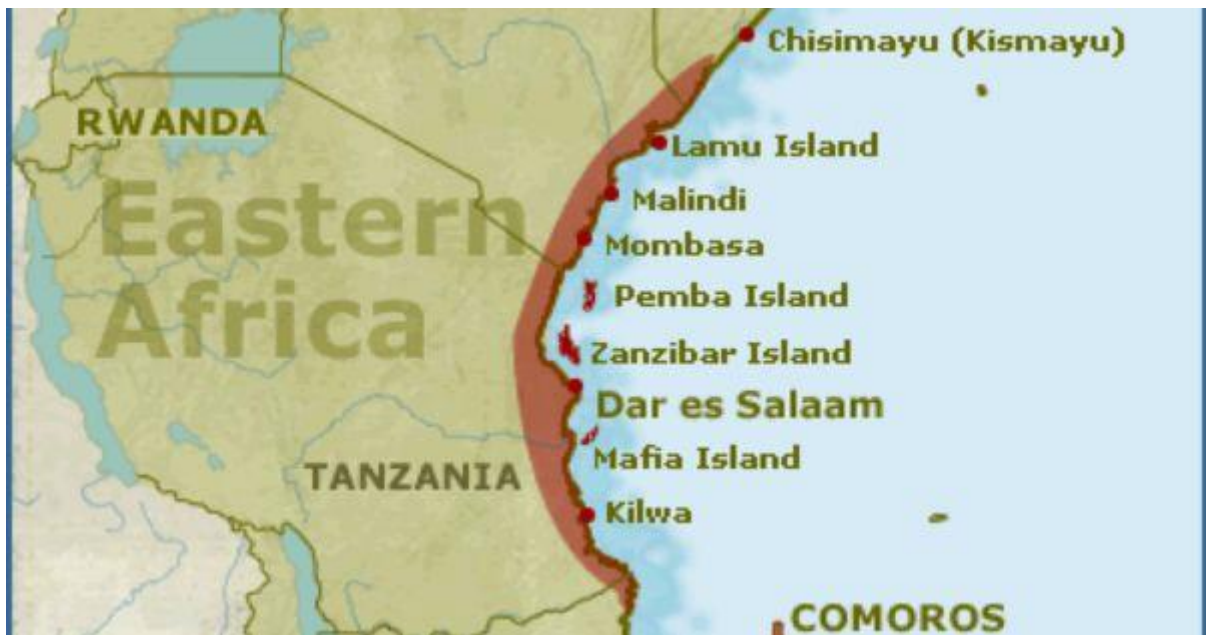 Chisimayu (Kismayu)
RWANDA
Lamu Island
Eastern
Africa
Malindi
Mombasa
Pemba Island
Zanzibar Island
Dar es Salaam
Mafia Island
TANZANIA
Kilwa
COMOROS